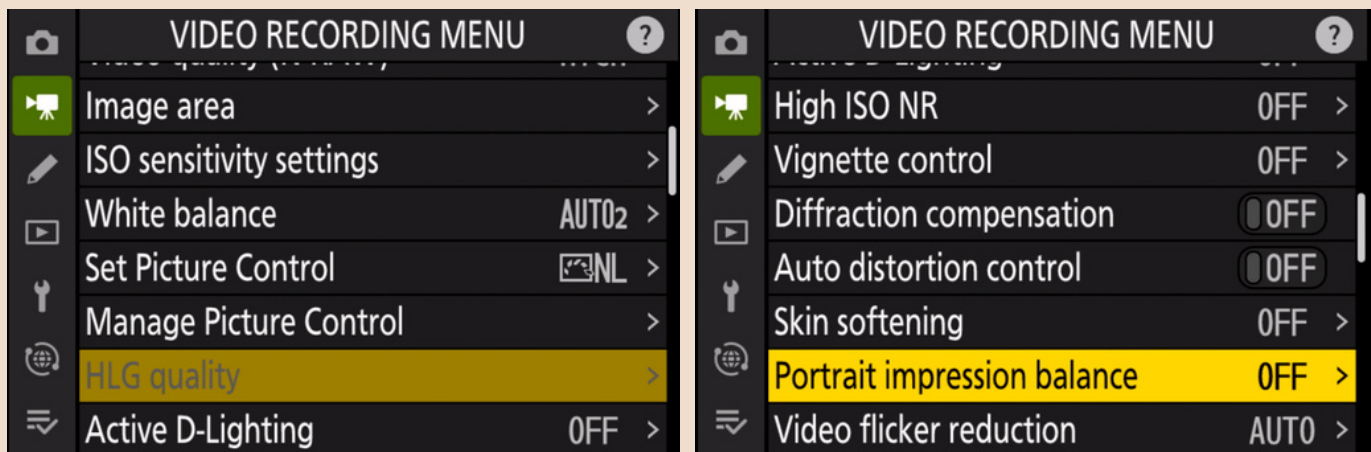 VIDEO RECORDING MENU ?
Image area >
ISO sensitivity settings >
White balance AUTO2 >
Set Picture Control NL >
Manage Picture Control >
HLG quality >
Active D-Lighting OFF >
VIDEO RECORDING MENU ?
High ISO NR OFF >
Vignette control OFF >
Diffraction compensation OFF
Auto distortion control OFF
Skin softening OFF >
Portrait impression balance OFF >
Video flicker reduction AUTO >